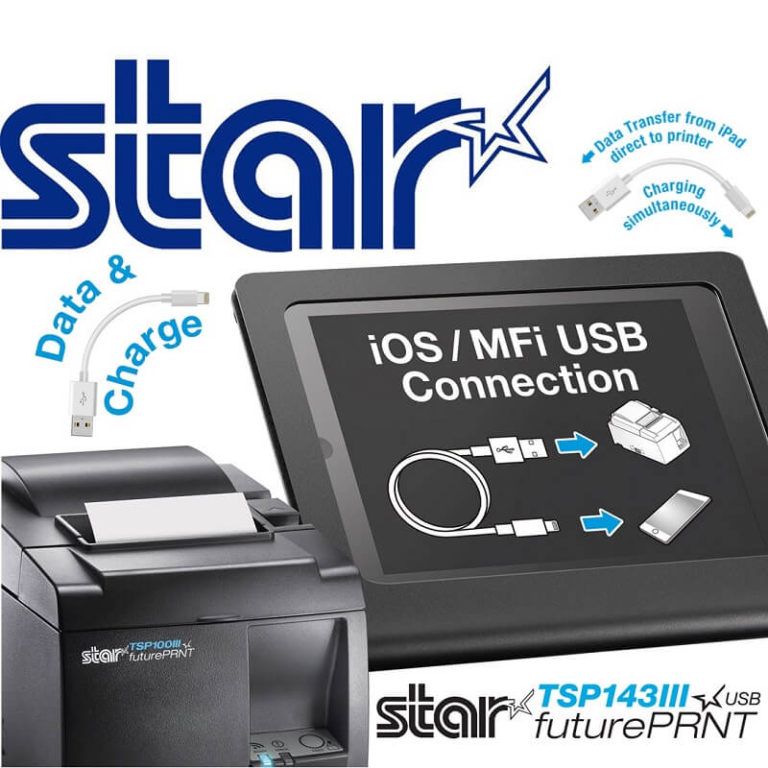 star
Data Transfer from iPad
direct to printer
Charging
simultaneously
Data &
Charge
iOS / MFi USB
Connection
star TSP100III
futurePRNT
star TSP143III USB
futurePRNT